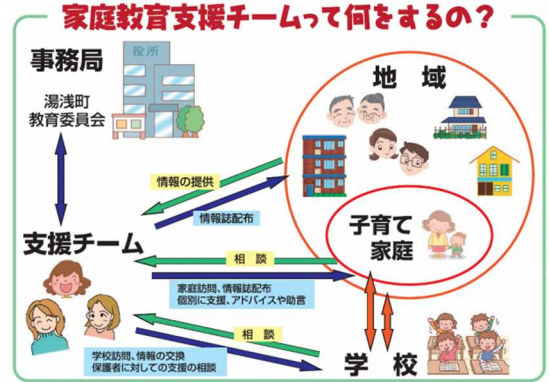 家庭教育支援チームって何をするの？
事務局
役所
湯浅町
教育委員会
地域
情報の提供
情報誌配布
支援チーム
子育て
家庭
相談
家庭訪問、情報誌配布
個別に支援、アドバイスや助言
相談
学校訪問、情報の交換
保護者に対しての支援の相談
学校